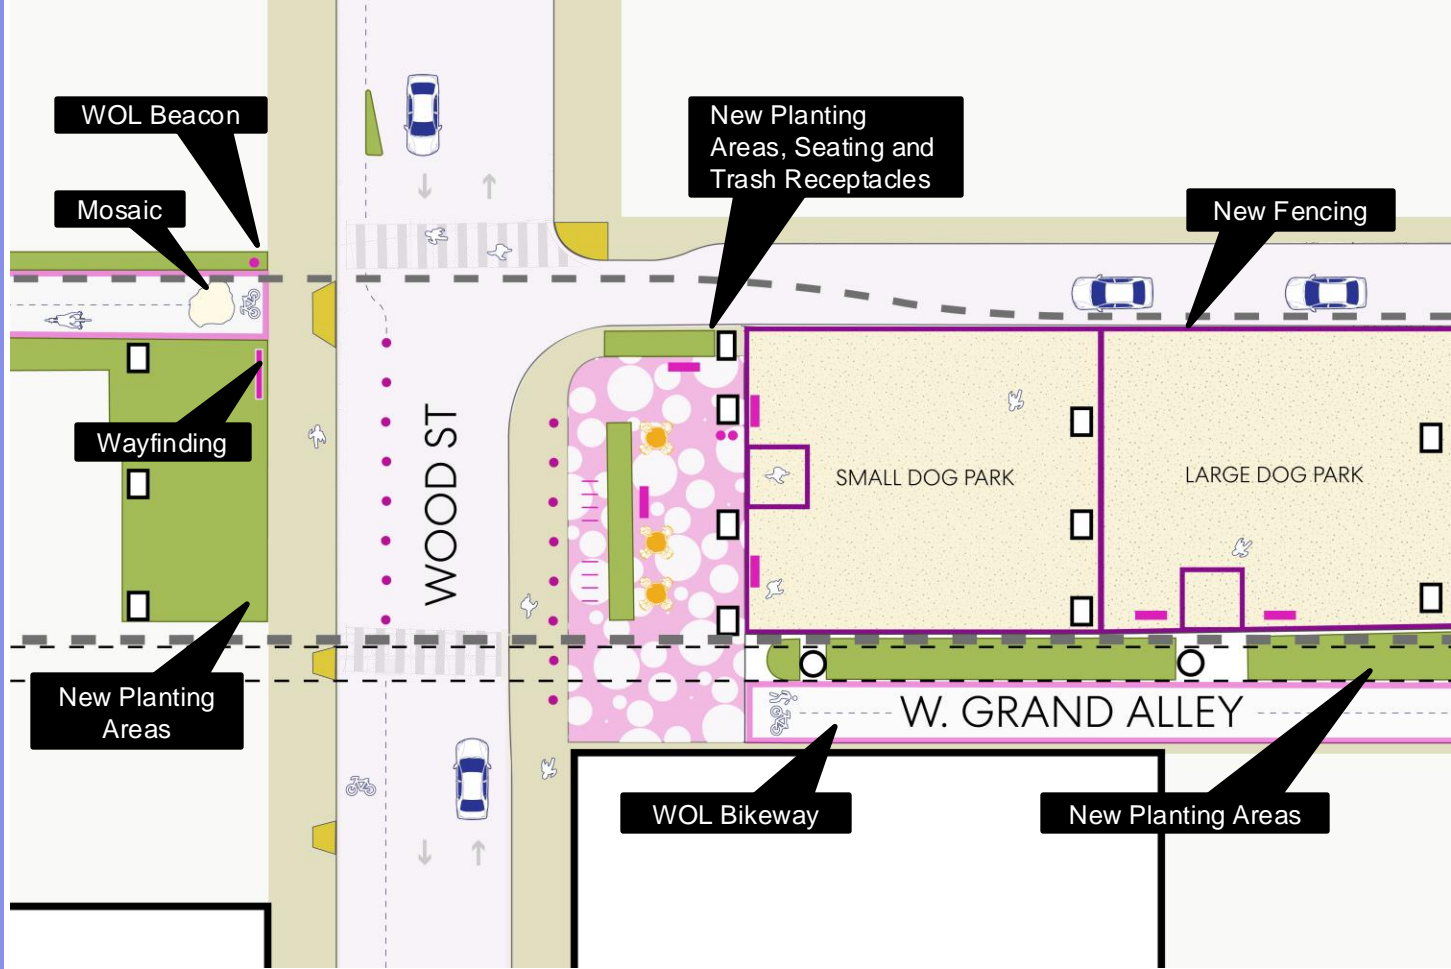 WOL Beacon
New Planting
Areas, Seating and
Trash Receptacles
Mosaic
New Fencing
Wayfinding
WOOD ST
SMALL DOG PARK
LARGE DOG PARK
New Planting
Areas
W. GRAND ALLEY
WOL Bikeway
New Planting Areas